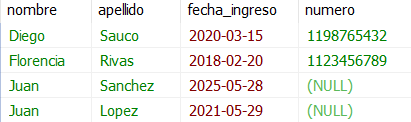 nombre apellido fecha_ingreso numero
Diego Sauco 2020-03-15 1198765432
Florencia Rivas 2018-02-20 1123456789
Juan Sanchez 2025-05-28 (NULL)
Juan Lopez 2021-05-29 (NULL)